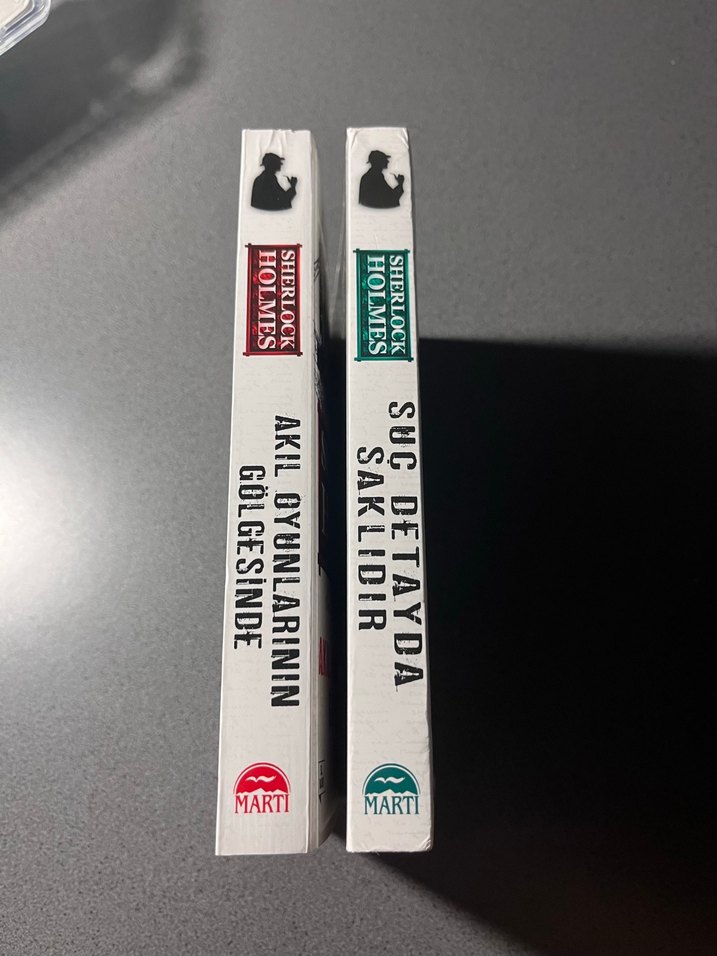 SHERLOCK
HOLMES
AKIL OYUNLARININ
GÖLGESİNDE
MARTI
SHERLOCK
HOLMES
SUÇ DETAYDA
SAKLIDIR
MARTI